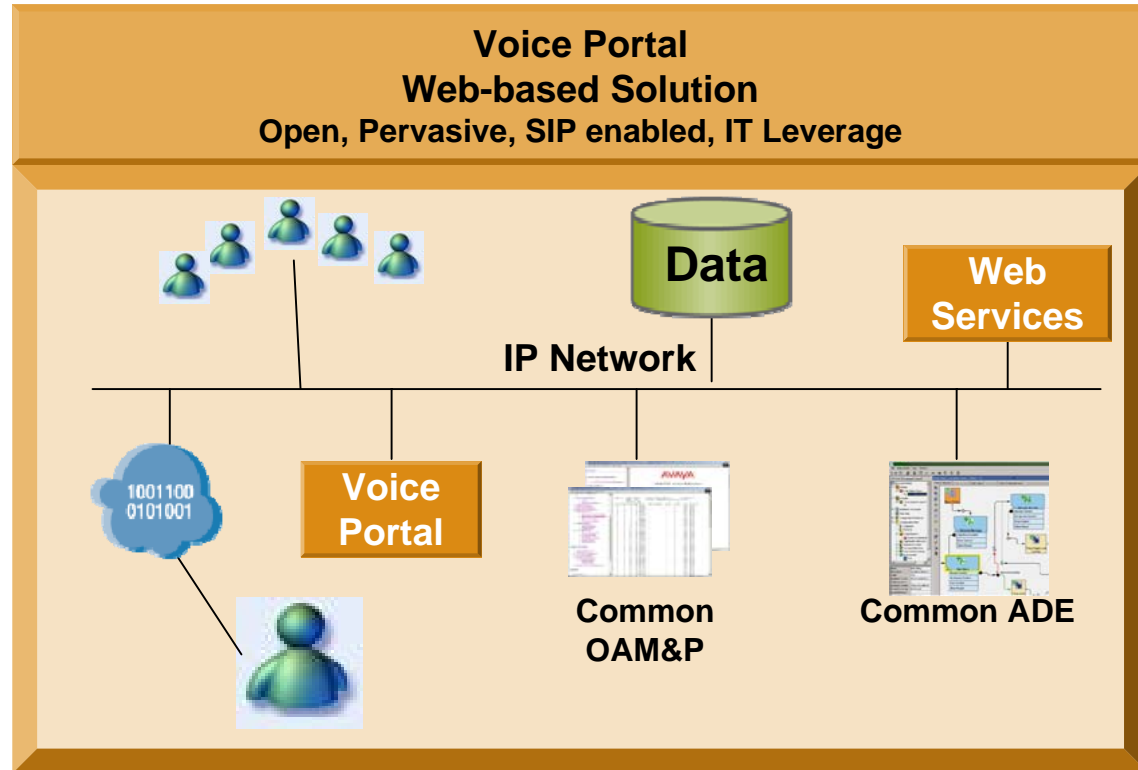 Voice Portal
Web-based Solution
Open, Pervasive, SIP enabled, IT Leverage
Data
Web
Services
IP Network
1001100
0101001
Voice
Portal
AVAYA
Common
OAM&P
Common ADE